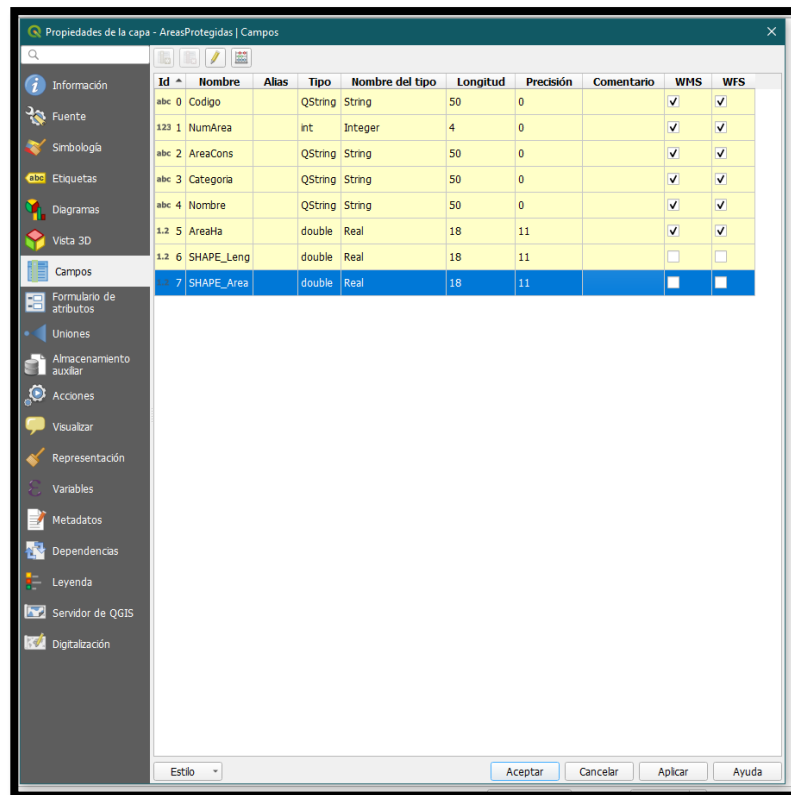 Propiedades de la capa - AreasProtegidas | Campos
Información
Fuente
Simbología
abc Etiquetas
Diagramas
Vista 3D
Campos
Formulario de
atributos
Uniones
Almacenamiento
auxiliar
Acciones
Visualizar
Representación
Variables
Metadatos
Dependencias
Leyenda
Servidor de QGIS
Digitalización
Id Nombre Alias Tipo Nombre del tipo Longitud Precisión Comentario WMS WFS
abc 0 Codigo QString String 50 0
123 1 NumArea int Integer 4 0
abc 2 AreaCons QString String 50 0
abc 3 Categoria QString String 50 0
abc 4 Nombre QString String 50 0
1.2 5 AreaHa double Real 18 11
1.2 6 SHAPE_Leng double Real 18 11
1.2 7 SHAPE_Area double Real 18 11
Estilo Aceptar Cancelar Aplicar Ayuda